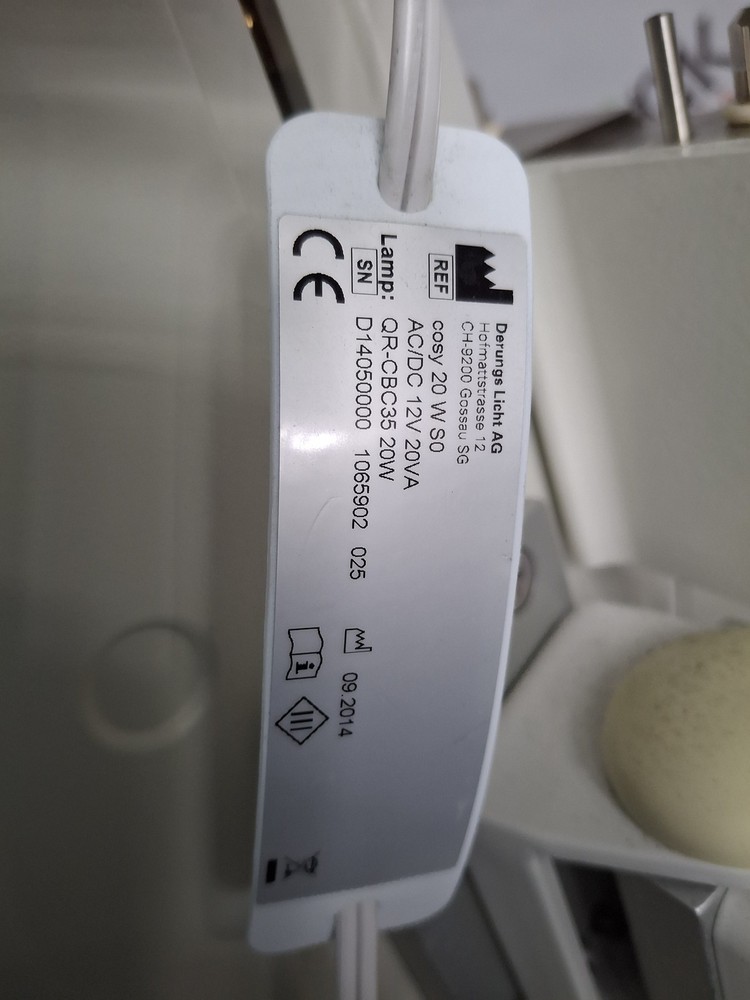 Derungs Licht AG
Hofmattstrasse 12
CH-9200 Gossau SG
REF cosy 20 W S0
AC/DC 12V 20VA
Lamp: QR-CBC35 20W
SN D14050000 1065902 025
09.2014
CE